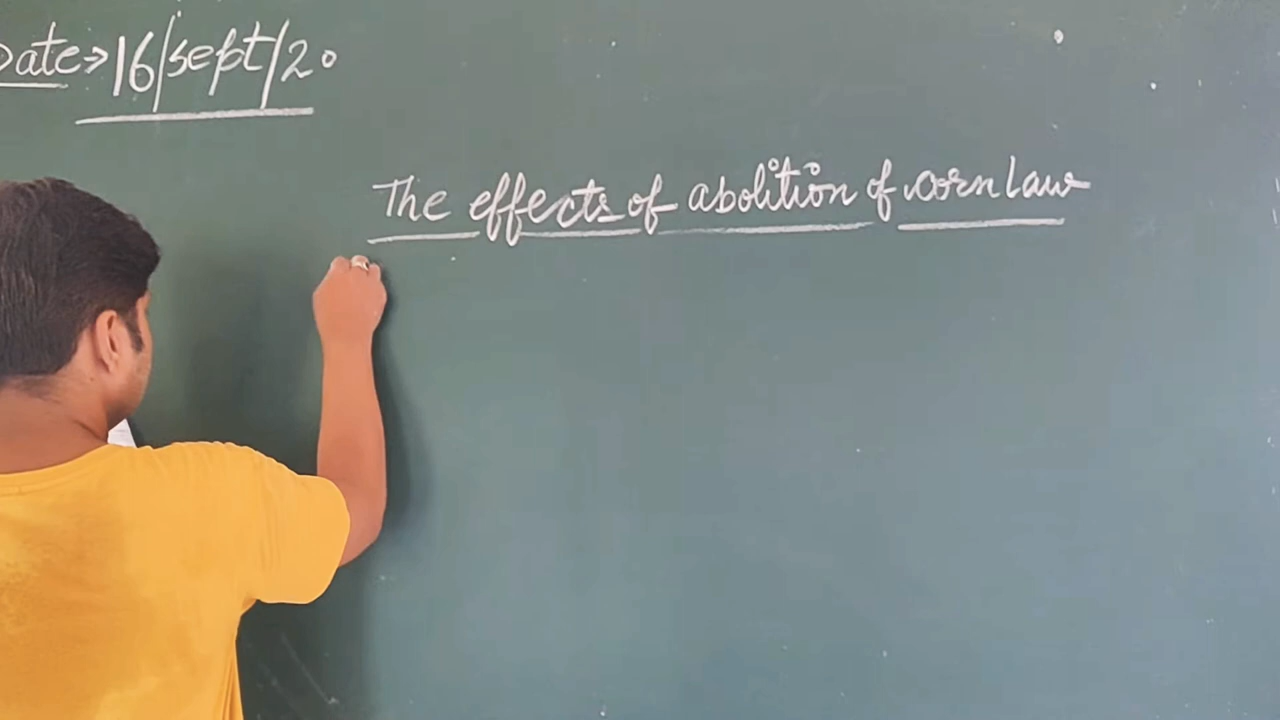 Date→16/sept/20
The effects of abolition of corn law